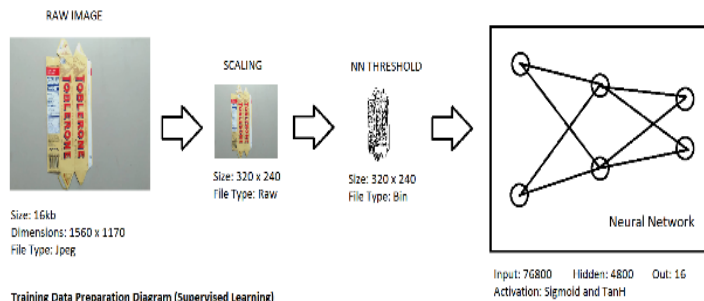 RAW IMAGE
SCALING
NN THRESHOLD
TOBLERONE
TOBLERONE
Size: 16kb
Dimensions: 1560 x 1170
File Type: Jpeg
Size: 320 x 240
File Type: Raw
Size: 320 x 240
File Type: Bin
Neural Network
Input: 76800 Hidden: 4800 Out: 16
Activation: Sigmoid and TanH
Training Data Preparation Diagram (Supervised Learning)